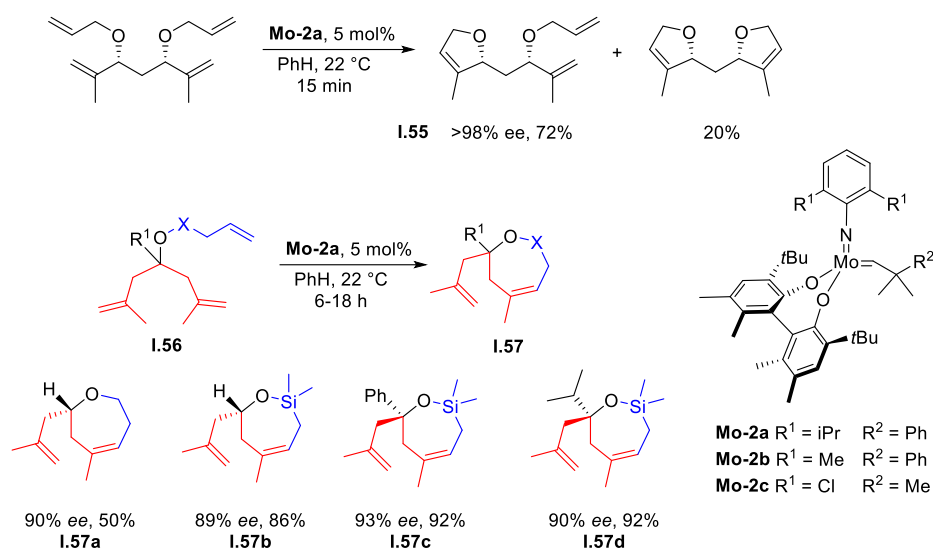 O O
Mo-2a, 5 mol%
PhH, 22 °C
15 min
O O
+
O O
I.55 >98% ee, 72% 20%
R¹ O X
Mo-2a, 5 mol%
PhH, 22 °C
6-18 h
R¹ O X
I.56
I.57
R¹ R¹
N
Mo
R²
tBu
O
O
tBu
H O
H O Si
Ph O Si
O Si
Mo-2a R¹ = iPr R² = Ph
Mo-2b R¹ = Me R² = Ph
Mo-2c R¹ = Cl R² = Me
90% ee, 50% 89% ee, 86% 93% ee, 92% 90% ee, 92%
I.57a I.57b I.57c I.57d